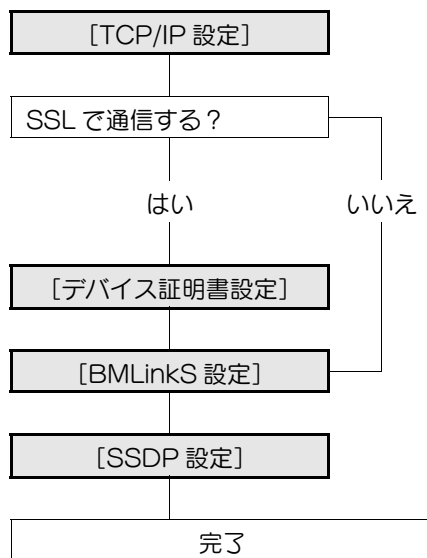 ［TCP/IP 設定］
SSL で通信する？
はい
いいえ
［デバイス証明書設定］
［BMLinkS 設定］
［SSDP 設定］
完了